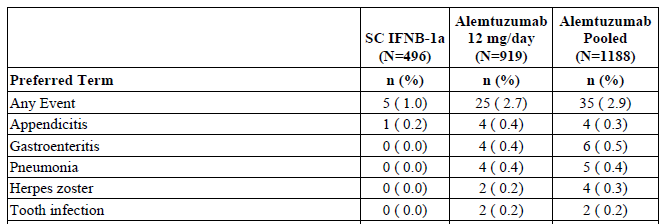 SC IFNB-1a (N=496) Alemtuzumab 12 mg/day (N=919) Alemtuzumab Pooled (N=1188)
Preferred Term n (%) n (%) n (%)
Any Event 5 ( 1.0) 25 ( 2.7) 35 ( 2.9)
Appendicitis 1 ( 0.2) 4 ( 0.4) 4 ( 0.3)
Gastroenteritis 0 ( 0.0) 4 ( 0.4) 6 ( 0.5)
Pneumonia 0 ( 0.0) 4 ( 0.4) 5 ( 0.4)
Herpes zoster 0 ( 0.0) 2 ( 0.2) 4 ( 0.3)
Tooth infection 0 ( 0.0) 2 ( 0.2) 2 ( 0.2)